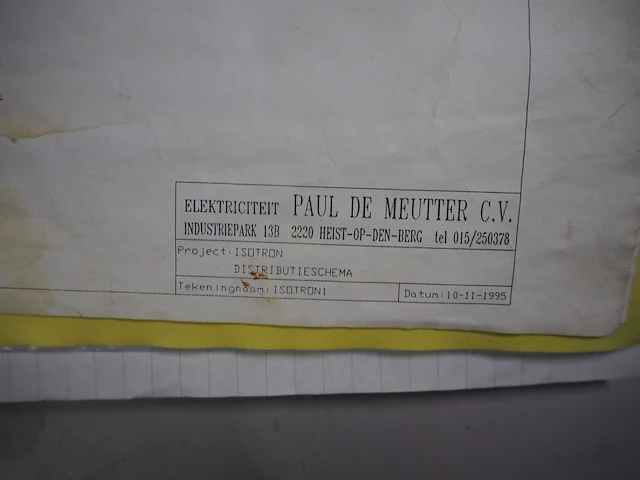 ELEKTRICITEIT PAUL DE MEUTTER C.V.
INDUSTRIEPARK 13B 2220 HEIST-OP-DEN-BERG tel 015/250378
Project: ISOTRON
DISTRIBUTIESCHEMA
Tekeningnaam: ISOTRON1 Datum: 10-11-1995